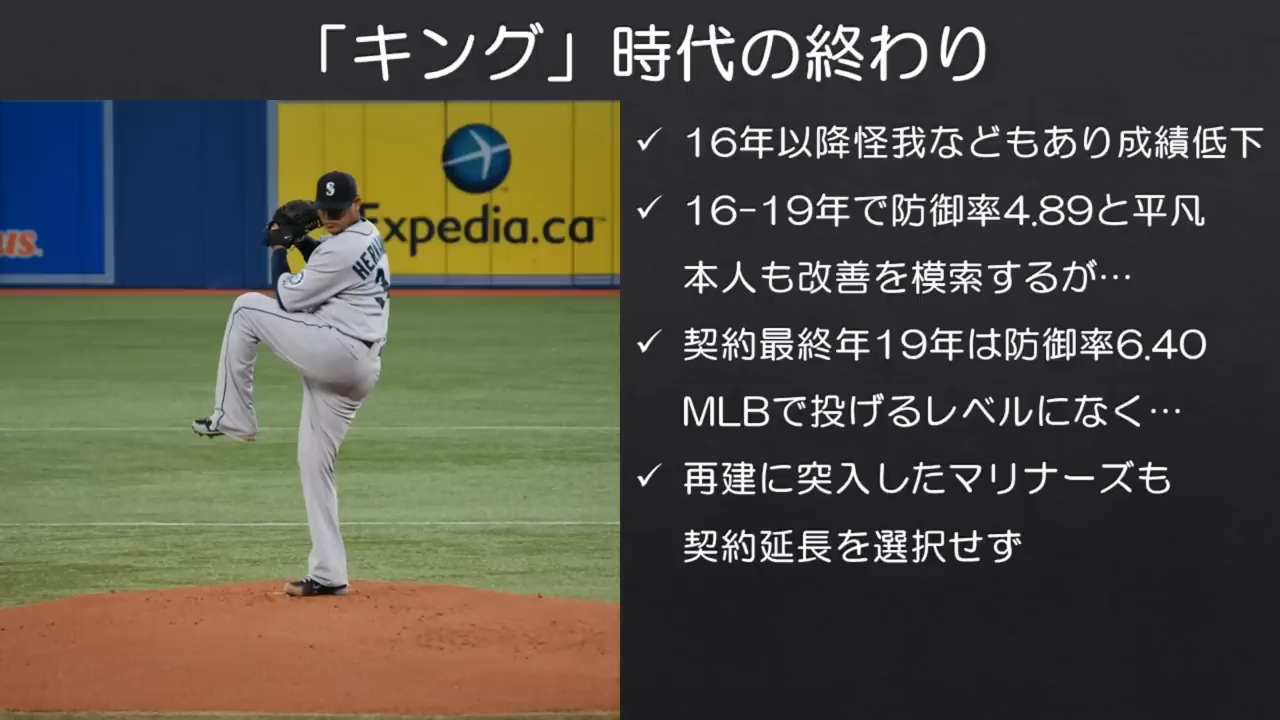 「キング」時代の終わり
16年以降怪我などもあり成績低下
16-19年で防御率4.89と平凡
本人も改善を模索するが…
契約最終年19年は防御率6.40
MLBで投げるレベルになく…
再建に突入したマリナーズも
契約延長を選択せず
Expedia.ca
us.
S